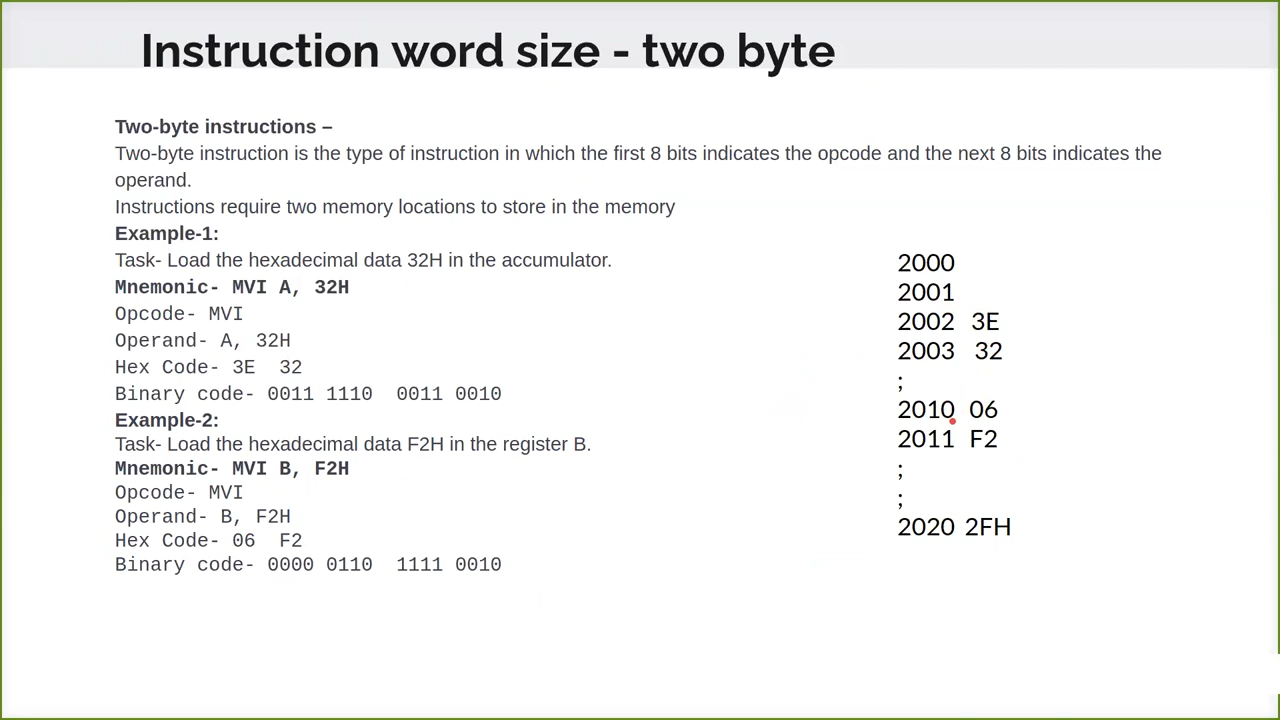 Instruction word size - two byte
Two-byte instructions –
Two-byte instruction is the type of instruction in which the first 8 bits indicates the opcode and the next 8 bits indicates the
operand.
Instructions require two memory locations to store in the memory
Example-1:
Task- Load the hexadecimal data 32H in the accumulator.
Mnemonic- MVI A, 32H
Opcode- MVI
Operand- A, 32H
Hex Code- 3E  32
Binary code- 0011 1110  0011 0010
Example-2:
Task- Load the hexadecimal data F2H in the register B.
Mnemonic- MVI B, F2H
Opcode- MVI
Operand- B, F2H
Hex Code- 06  F2
Binary code- 0000 0110  1111 0010
2000
2001
2002  3E
2003  32
;
2010  06
2011  F2
;
;
2020 2FH